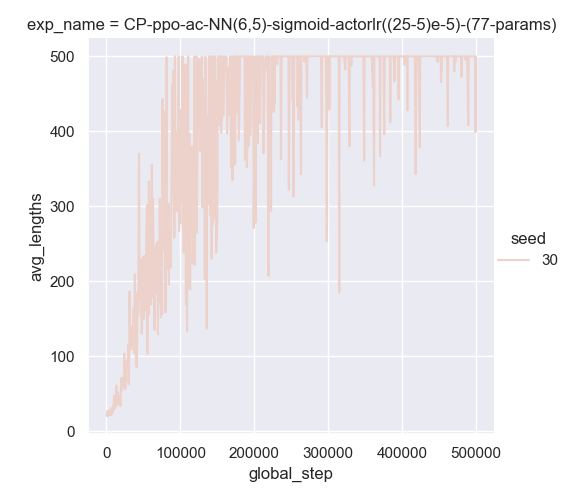 exp_name = CP-ppo-ac-NN(6,5)-sigmoid-actorlr((25-5)e-5)-(77-params)
500
400
300
200
100
0
avg_lengths
0 100000 200000 300000 400000 500000
global_step
seed
30